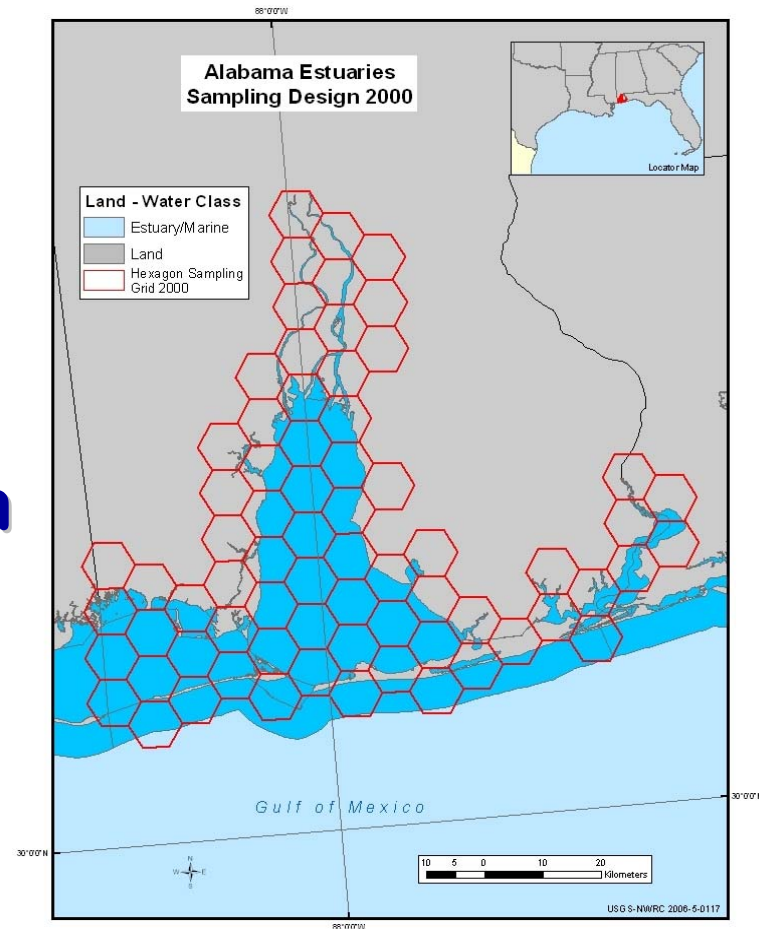 88°0'0"W
Alabama Estuaries
Sampling Design 2000
Locator Map
Land - Water Class
Estuary/Marine
Land
Hexagon Sampling
Grid 2000
Gulf of Mexico
30°0'0"N
30°0'0"N
N
W E
S
10 5 0 10 20
Kilometers
USGS-NWRC 2006-5-0117
88°0'0"W